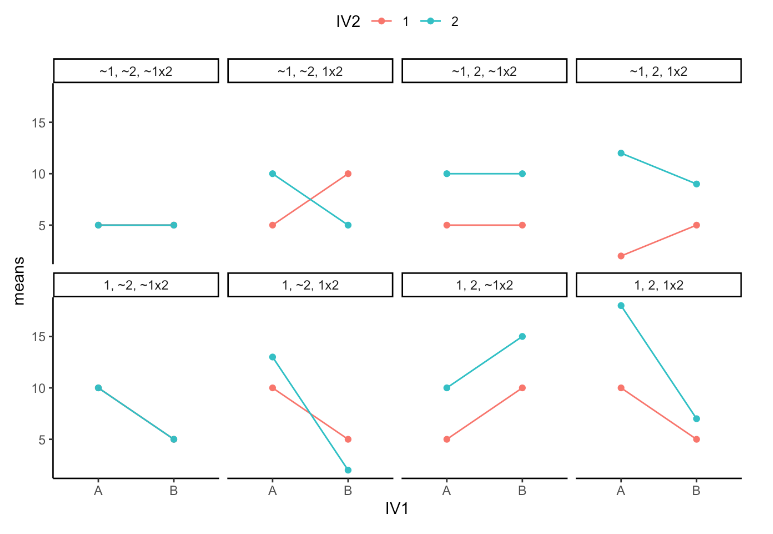 IV2 1 2
~1, ~2, ~1x2
~1, ~2, 1x2
~1, 2, ~1x2
~1, 2, 1x2
15
10
5
means
1, ~2, ~1x2
1, ~2, 1x2
1, 2, ~1x2
1, 2, 1x2
15
10
5
A B A B A B A B
IV1